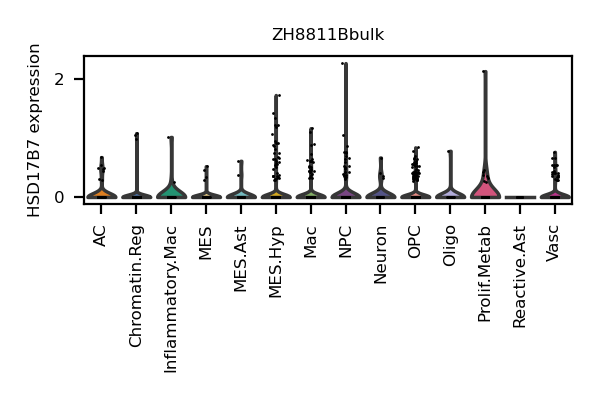 ZH8811Bbulk
HSD17B7 expression
2
0
AC
Chromatin.Reg
Inflammatory.Mac
MES
MES.Ast
MES.Hyp
Mac
NPC
Neuron
OPC
Oligo
Prolif.Metab
Reactive.Ast
Vasc